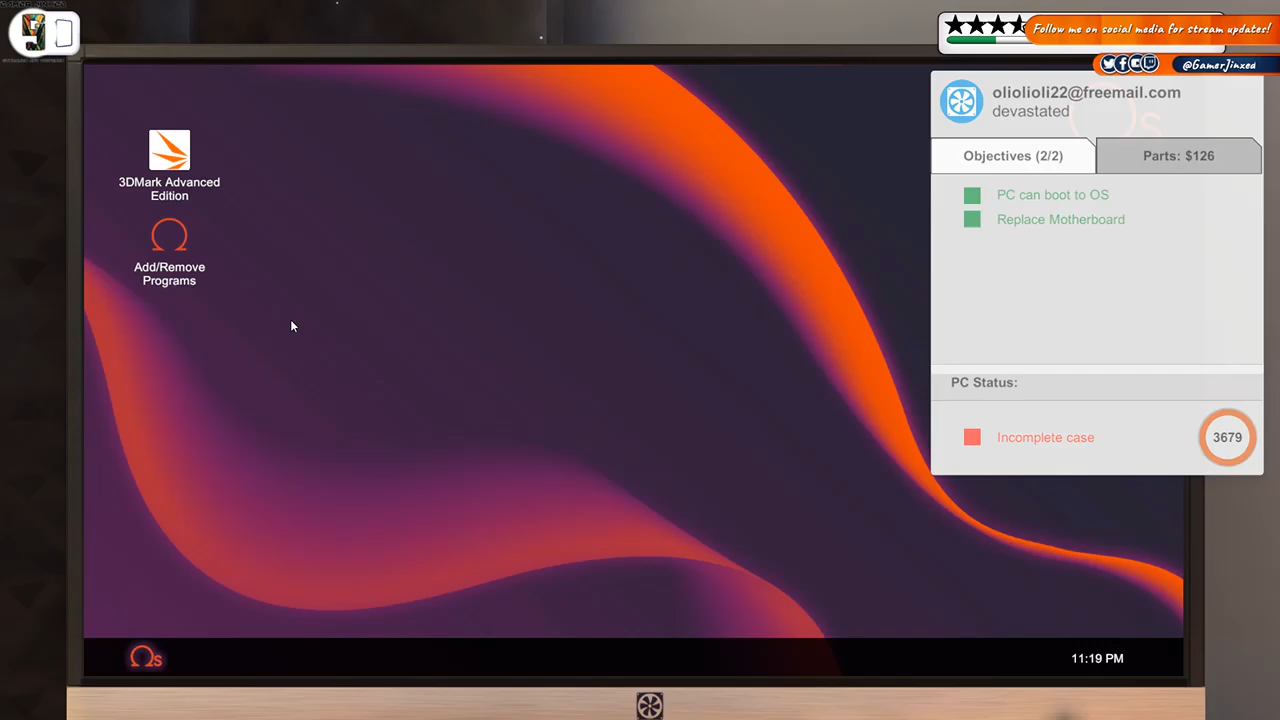 Follow me on social media for stream updates!
@GamerJinxed
oliolioli22@freemail.com
devastated
Objectives (2/2)
Parts: $126
PC can boot to OS
Replace Motherboard
PC Status:
Incomplete case
3679
3DMark Advanced
Edition
Add/Remove
Programs
Ωs
11:19 PM